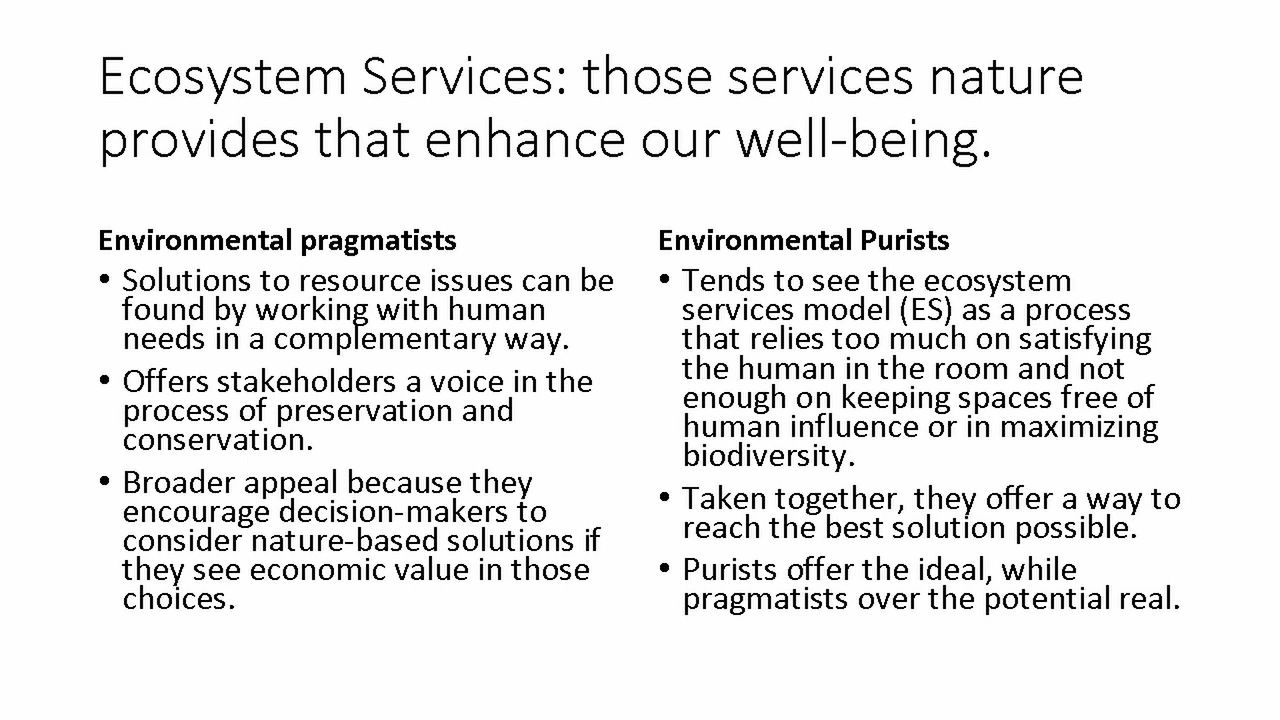 Ecosystem Services: those services nature
provides that enhance our well-being.
Environmental pragmatists
• Solutions to resource issues can be
found by working with human
needs in a complementary way.
• Offers stakeholders a voice in the
process of preservation and
conservation.
• Broader appeal because they
encourage decision-makers to
consider nature-based solutions if
they see economic value in those
choices.
Environmental Purists
• Tends to see the ecosystem
services model (ES) as a process
that relies too much on satisfying
the human in the room and not
enough on keeping spaces free of
human influence or in maximizing
biodiversity.
• Taken together, they offer a way to
reach the best solution possible.
• Purists offer the ideal, while
pragmatists over the potential real.